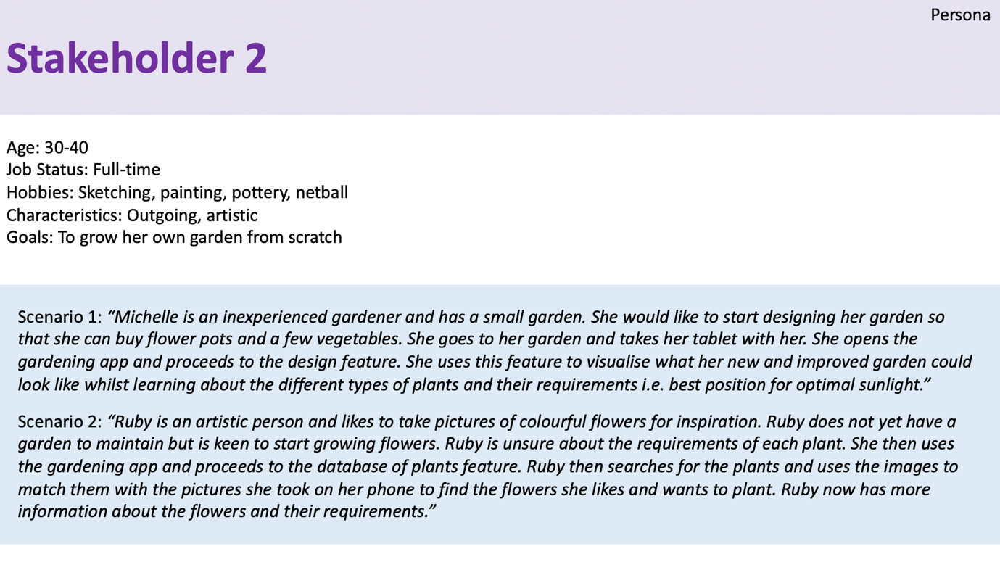 Persona
Stakeholder 2
Age: 30-40
Job Status: Full-time
Hobbies: Sketching, painting, pottery, netball
Characteristics: Outgoing, artistic
Goals: To grow her own garden from scratch
Scenario 1: “Michelle is an inexperienced gardener and has a small garden. She would like to start designing her garden so
that she can buy flower pots and a few vegetables. She goes to her garden and takes her tablet with her. She opens the
gardening app and proceeds to the design feature. She uses this feature to visualise what her new and improved garden could
look like whilst learning about the different types of plants and their requirements i.e. best position for optimal sunlight.”
Scenario 2: “Ruby is an artistic person and likes to take pictures of colourful flowers for inspiration. Ruby does not yet have a
garden to maintain but is keen to start growing flowers. Ruby is unsure about the requirements of each plant. She then uses
the gardening app and proceeds to the database of plants feature. Ruby then searches for the plants and uses the images to
match them with the pictures she took on her phone to find the flowers she likes and wants to plant. Ruby now has more
information about the flowers and their requirements.”